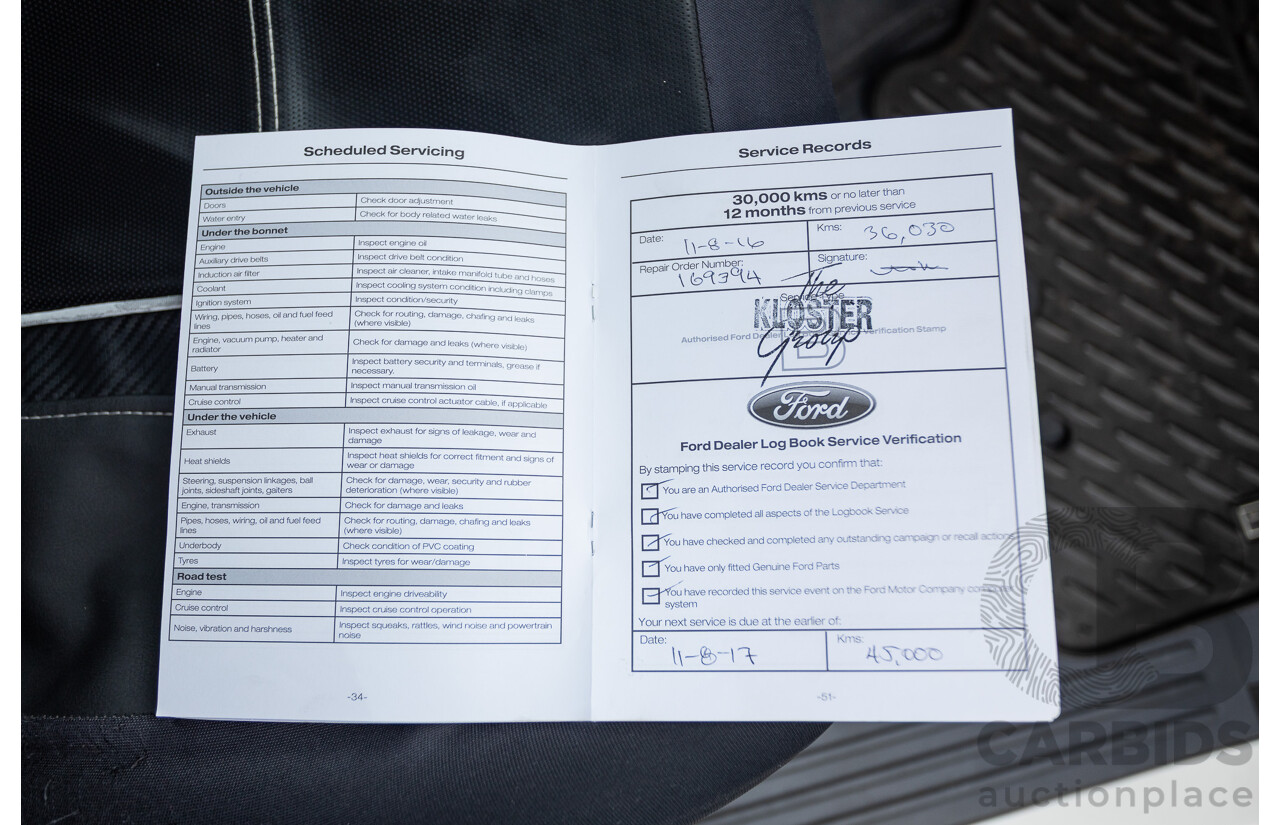 Scheduled Servicing
Outside the vehicle
Doors Check door adjustment
Water entry Check for body related water leaks
Under the bonnet
Engine Inspect engine oil
Auxiliary drive belts Inspect drive belt condition
Induction air filter Inspect air cleaner, intake manifold tube and hoses
Coolant Inspect cooling system condition including clamps
Ignition system Inspect condition/security
Wiring, pipes, hoses, oil and fuel feed
lines
Check for routing, damage, chafing and leaks
(where visible)
Engine, vacuum pump, heater and
radiator
Check for damage and leaks (where visible)
Battery
Inspect battery security and terminals, grease if
necessary.
Manual transmission Inspect manual transmission oil
Cruise control Inspect cruise control actuator cable, if applicable
Under the vehicle
Exhaust
Inspect exhaust for signs of leakage, wear and
damage
Heat shields
Inspect heat shields for correct fitment and signs of
wear or damage
Steering, suspension linkages, ball
joints, sideshaft joints, gaiters
Check for damage, wear, security and rubber
deterioration (where visible)
Engine, transmission Check for damage and leaks
Pipes, hoses, wiring, oil and fuel feed
lines
Check for routing, damage, chafing and leaks
(where visible)
Underbody Check condition of PVC coating
Tyres Inspect tyres for wear/damage
Road test
Engine Inspect engine driveability
Cruise control Inspect cruise control operation
Noise, vibration and harshness
Inspect squeaks, rattles, wind noise and powertrain
noise
-34-
Service Records
30,000 kms or no later than
12 months from previous service
Date: 11-8-16 Kms: 36,030
Repair Order Number: Signature:
169394
The
Service Type
KLOSTER
Authorised Ford Dealer Verification Stamp
Group
Ford
Ford Dealer Log Book Service Verification
By stamping this service record you confirm that:
You are an Authorised Ford Dealer Service Department
You have completed all aspects of the Logbook Service
You have checked and completed any outstanding campaign or recall actions
You have only fitted Genuine Ford Parts
You have recorded this service event on the Ford Motor Company
system
Your next service is due at the earlier of:
Date: 11-8-17 Kms: 45,000
-51-
CARBIDS
auctionplace